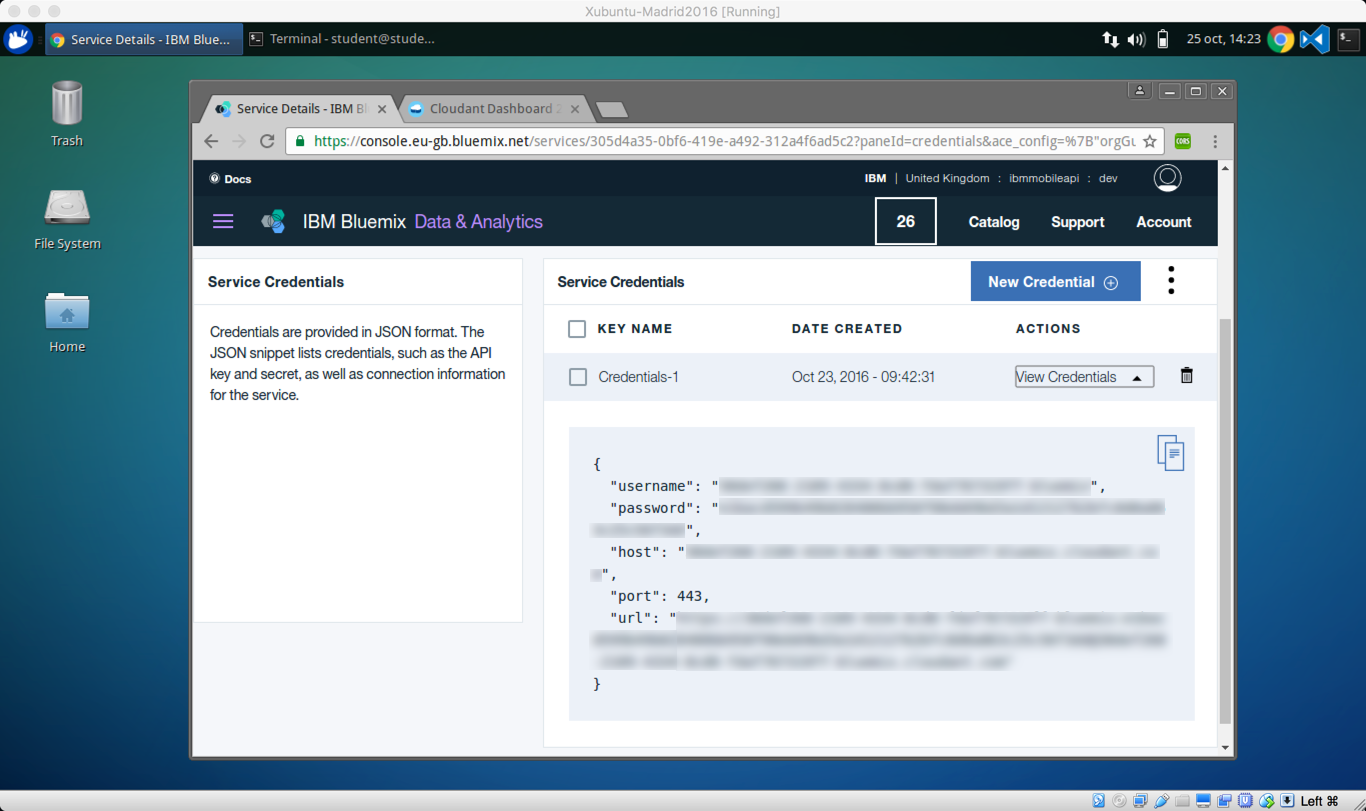 Xubuntu-Madrid2016 [Running]
Service Details - IBM Blue...
Terminal - student@stude...
25 oct, 14:23
Trash
File System
Home
Service Details - IBM Bl
Cloudant Dashboard
https://console.eu-gb.bluemix.net/services/305d4a35-0bf6-419e-a492-312a4f6ad5c2?paneId=credentials&ace_config=%7B"orgGu
CORS
Docs
IBM | United Kingdom : ibmmobileapi : dev
IBM Bluemix Data & Analytics
26
Catalog
Support
Account
Service Credentials
Credentials are provided in JSON format. The
JSON snippet lists credentials, such as the API
key and secret, as well as connection information
for the service.
Service Credentials
New Credential
KEY NAME
DATE CREATED
ACTIONS
Credentials-1
Oct 23, 2016 - 09:42:31
View Credentials
{
"username": "",
"password": "
",
"host": "
",
"port": 443,
"url": "
}
Left ⌘